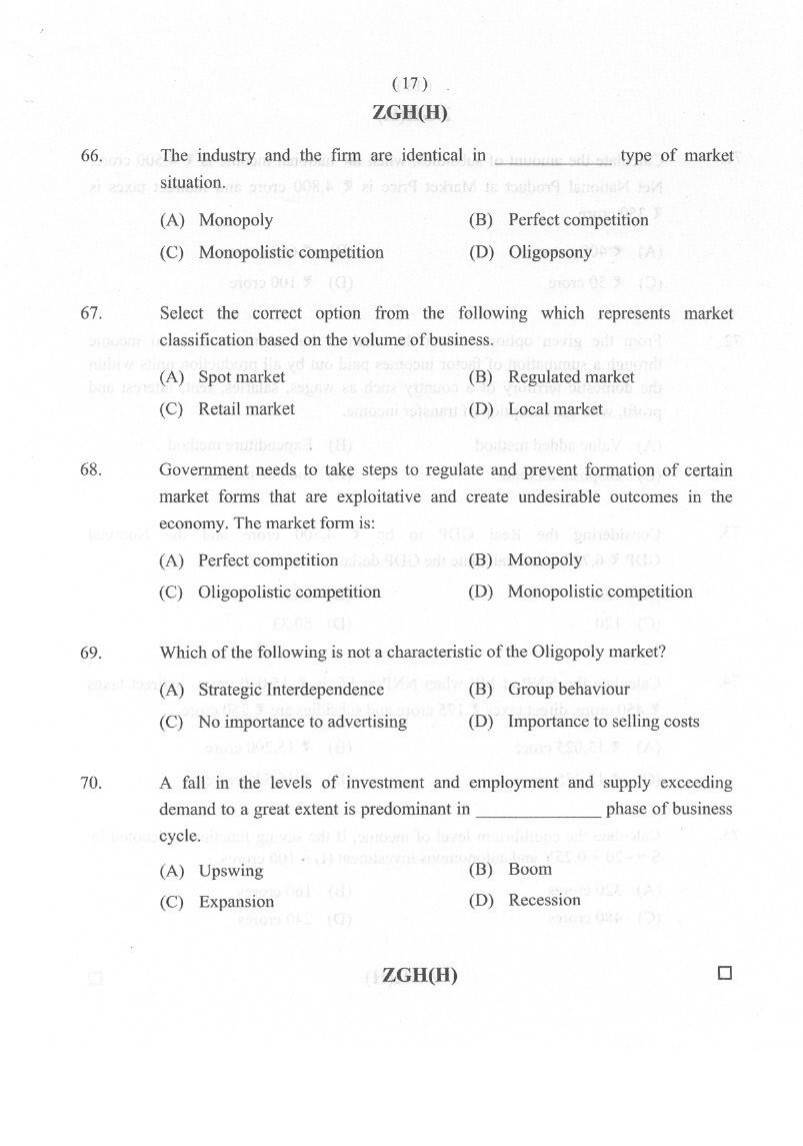 ( 17 )
ZGH(H)
66. The industry and the firm are identical in ______________ type of market
situation.
(A) Monopoly (B) Perfect competition
(C) Monopolistic competition (D) Oligopsony
67. Select the correct option from the following which represents market
classification based on the volume of business.
(A) Spot market (B) Regulated market
(C) Retail market (D) Local market
68. Government needs to take steps to regulate and prevent formation of certain
market forms that are exploitative and create undesirable outcomes in the
economy. The market form is:
(A) Perfect competition (B) Monopoly
(C) Oligopolistic competition (D) Monopolistic competition
69. Which of the following is not a characteristic of the Oligopoly market?
(A) Strategic Interdependence (B) Group behaviour
(C) No importance to advertising (D) Importance to selling costs
70. A fall in the levels of investment and employment and supply exceeding
demand to a great extent is predominant in ______________ phase of business
cycle.
(A) Upswing (B) Boom
(C) Expansion (D) Recession
ZGH(H)